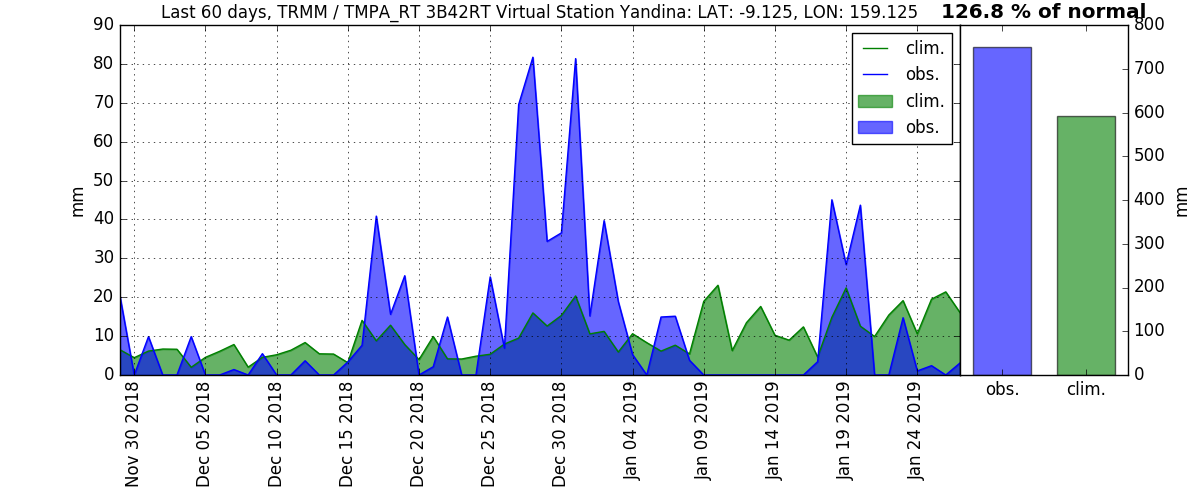 Last 60 days, TRMM / TMPA_RT 3B42RT Virtual Station Yandina: LAT: -9.125, LON: 159.125
126.8 % of normal
90
80
70
60
50
40
30
20
10
0
mm
clim.
obs.
clim.
obs.
Nov 30 2018
Dec 05 2018
Dec 10 2018
Dec 15 2018
Dec 20 2018
Dec 25 2018
Dec 30 2018
Jan 04 2019
Jan 09 2019
Jan 14 2019
Jan 19 2019
Jan 24 2019
800
700
600
500
400
300
200
100
0
mm
obs.
clim.